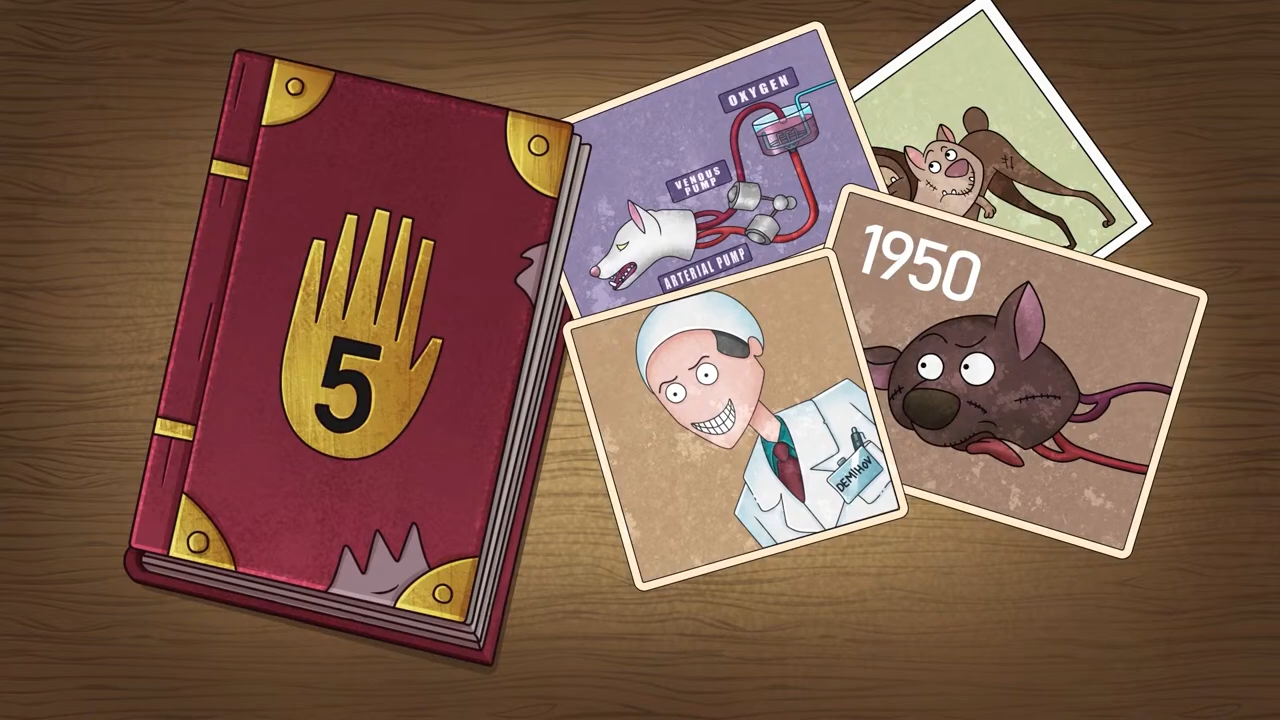 5
OXYGEN
VENOUS
PUMP
ARTERIAL PUMP
1950
DEMIHOV